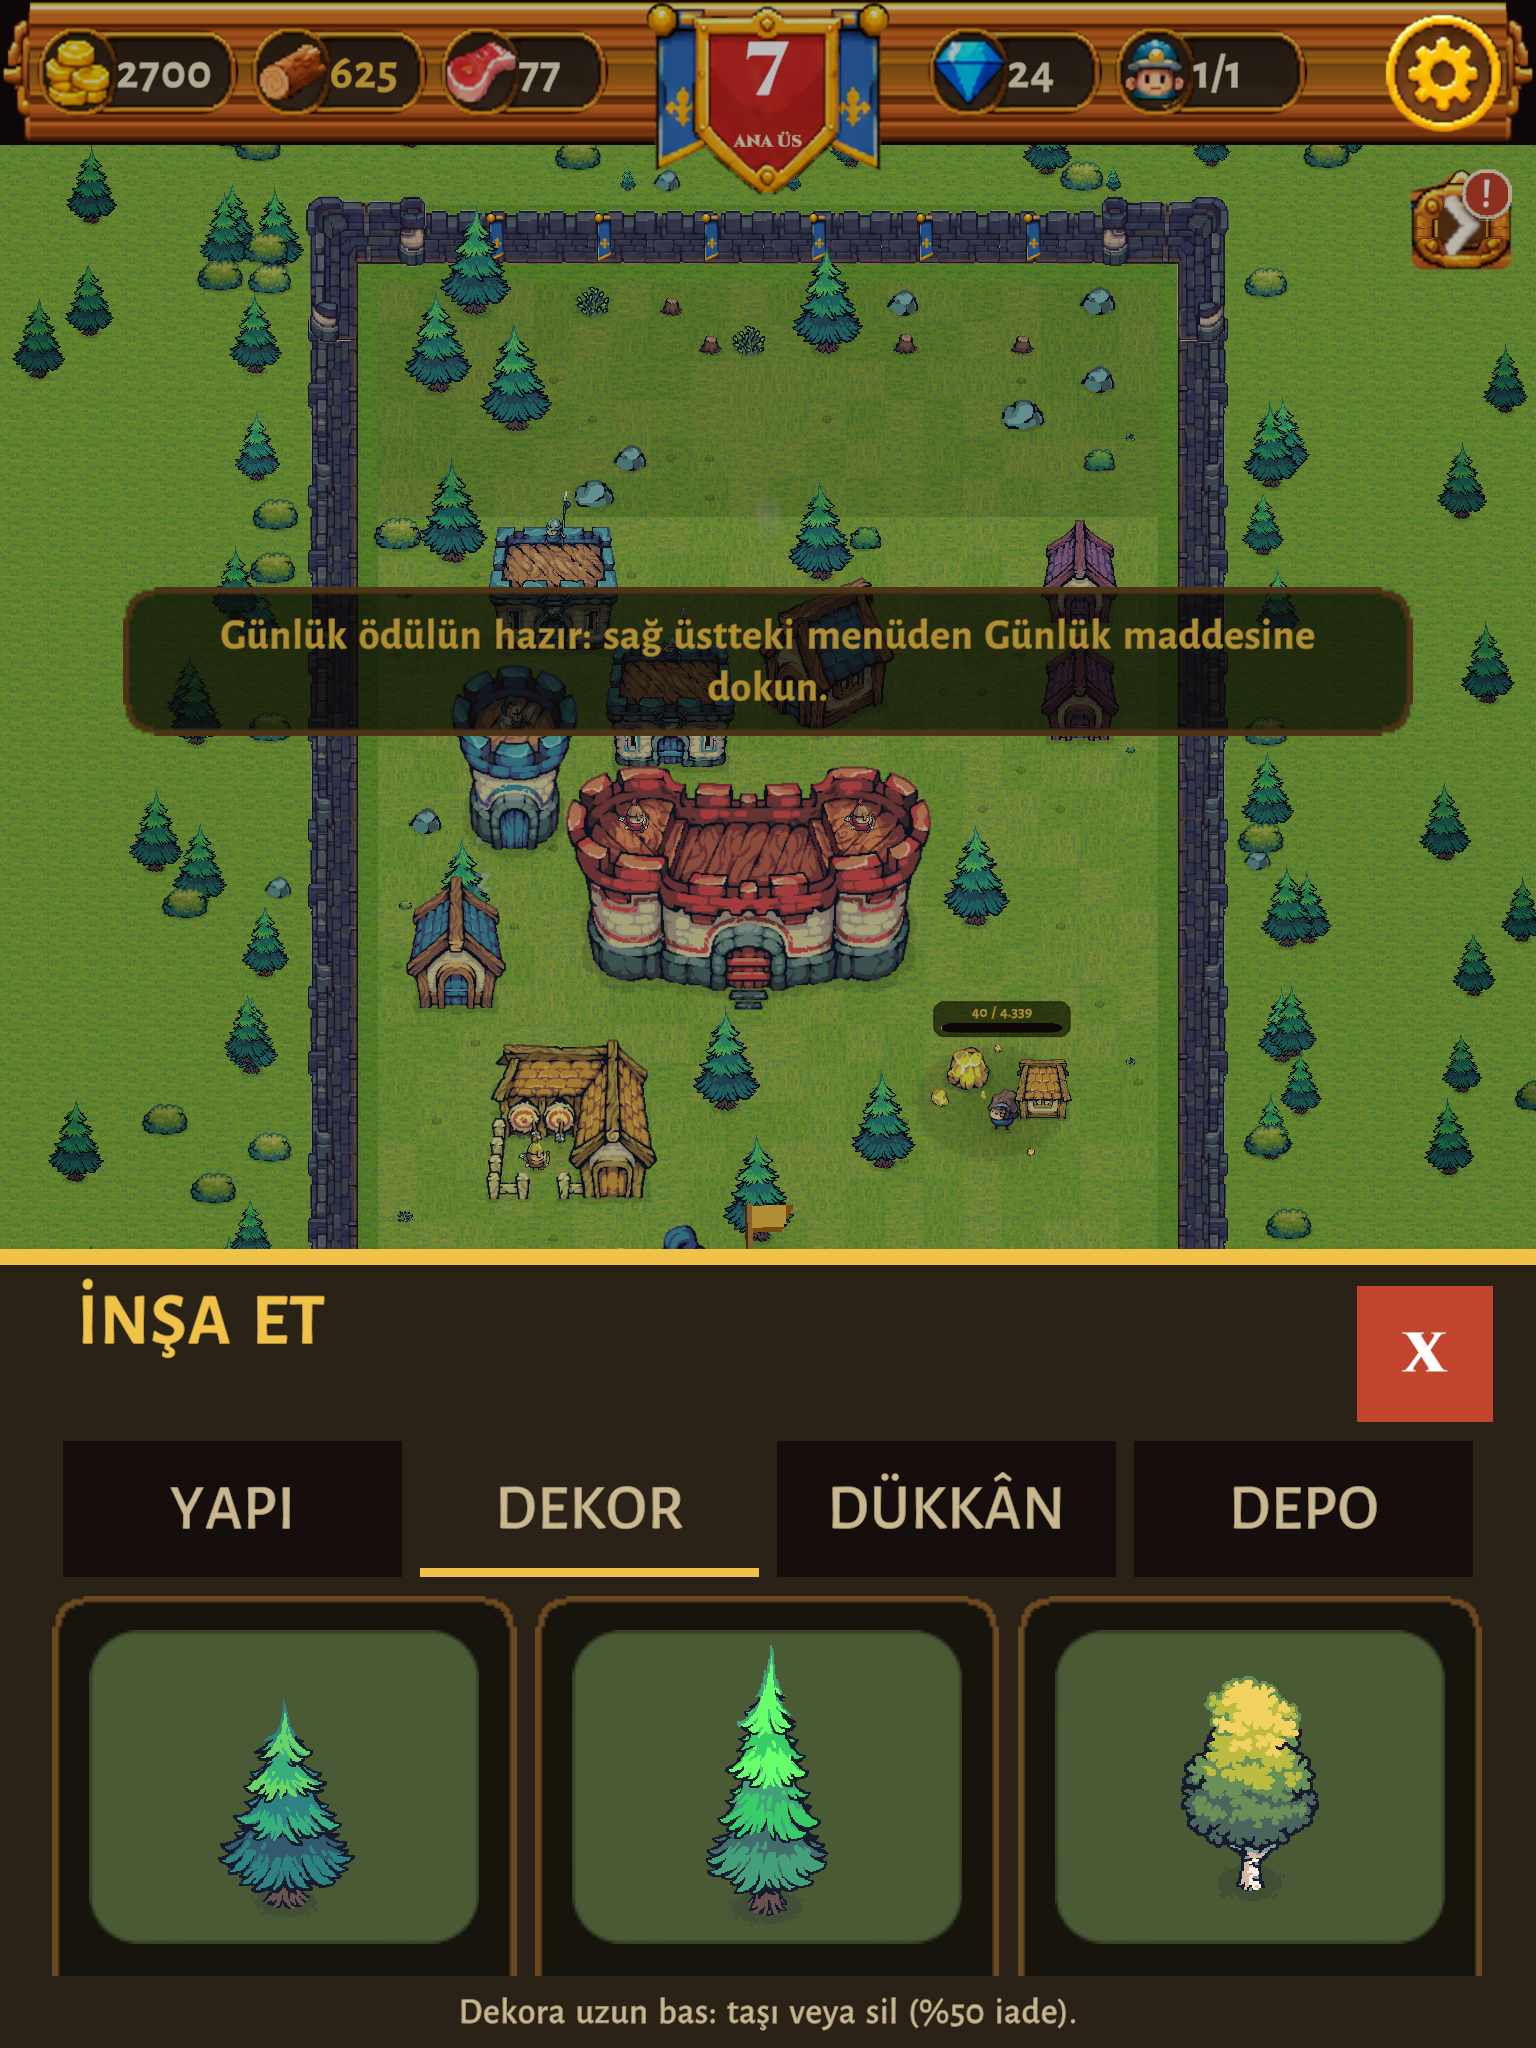 2700
625
77
7
ANA ÜS
24
1/1
!
Günlük ödülün hazır: sağ üstteki menüden Günlük maddesine
dokun.
40 / 4.339
İNŞA ET
X
YAPI
DEKOR
DÜKKÂN
DEPO
Dekora uzun bas: taşı veya sil (%50 iade).